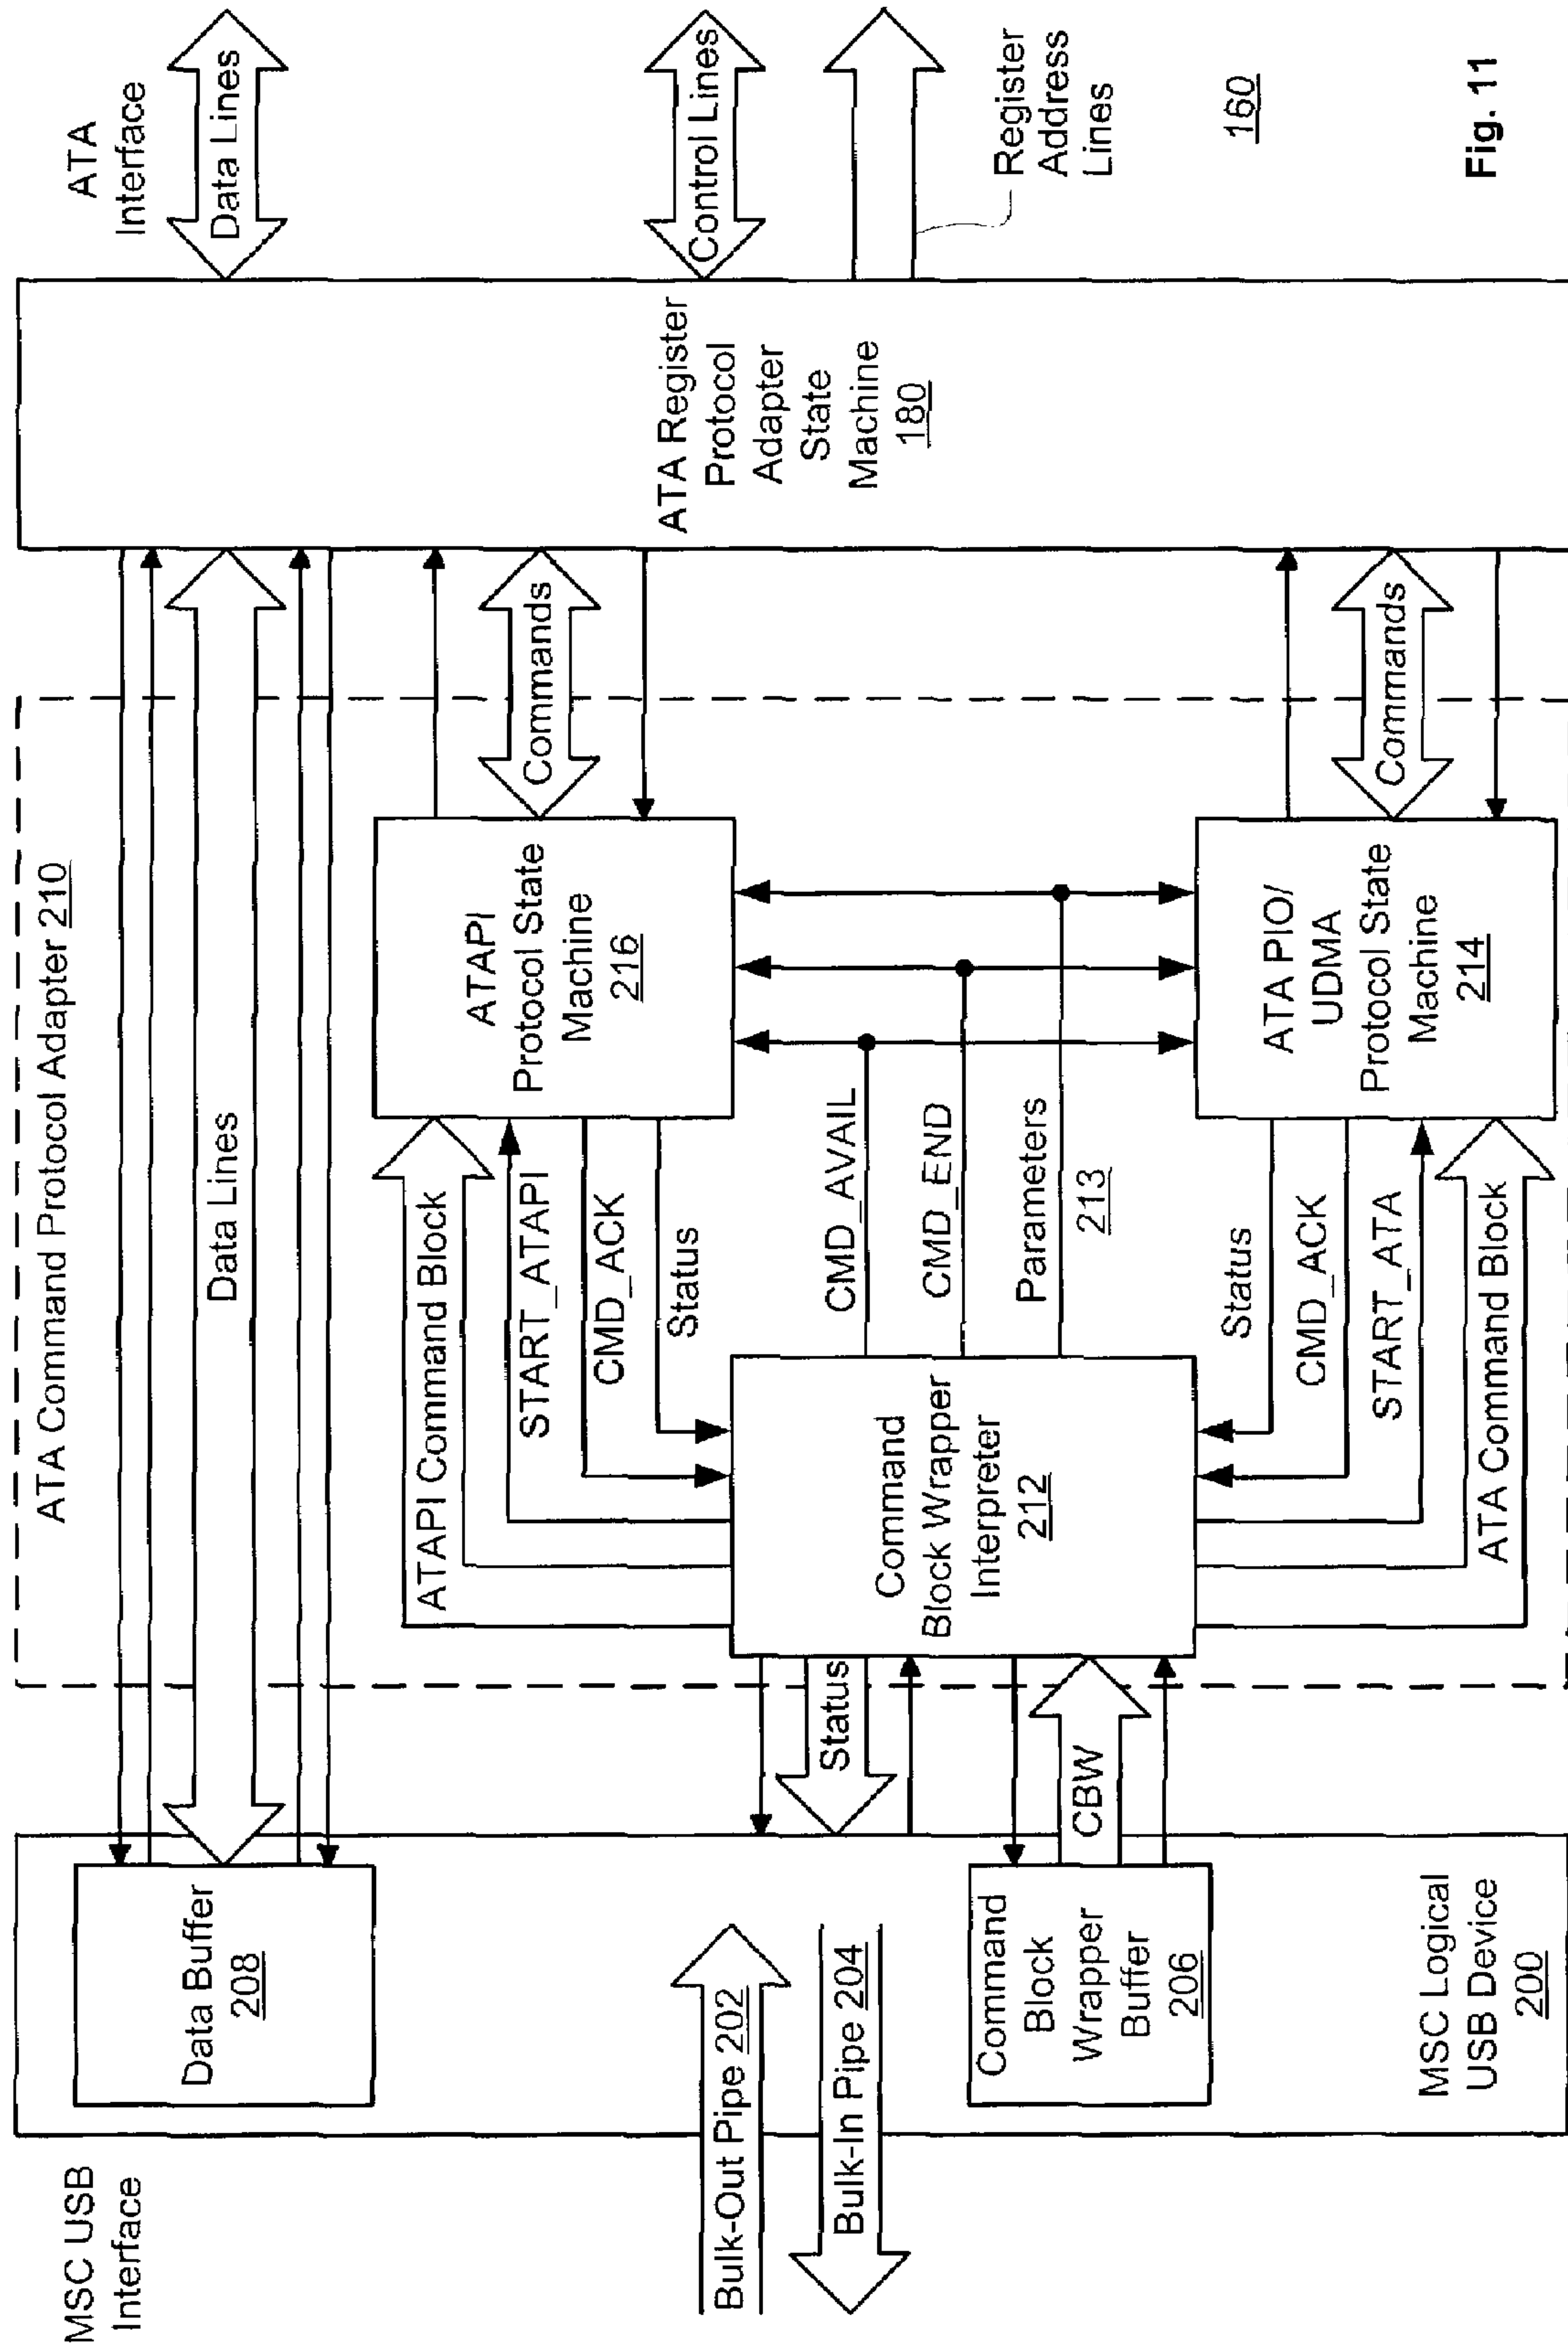 MSC USB
Interface
Data Buffer
208
Bulk-Out Pipe 202
Bulk-In Pipe 204
Command
Block
Wrapper
Buffer
206
MSC Logical
USB Device
200
ATA Command Protocol Adapter 210
Data Lines
ATAPI Command Block
START_ATAPI
CMD_ACK
Status
Status
CBW
Command
Block Wrapper
Interpreter
212
CMD_AVAIL
CMD_END
Parameters
213
Status
CMD_ACK
START_ATA
ATA Command Block
ATAPI
Protocol State
Machine
216
ATA PIO/
UDMA
Protocol State
Machine
214
Commands
Commands
ATA Register
Protocol
Adapter
State
Machine
180
ATA
Interface
Data Lines
Control Lines
Register
Address
Lines
160
Fig. 11